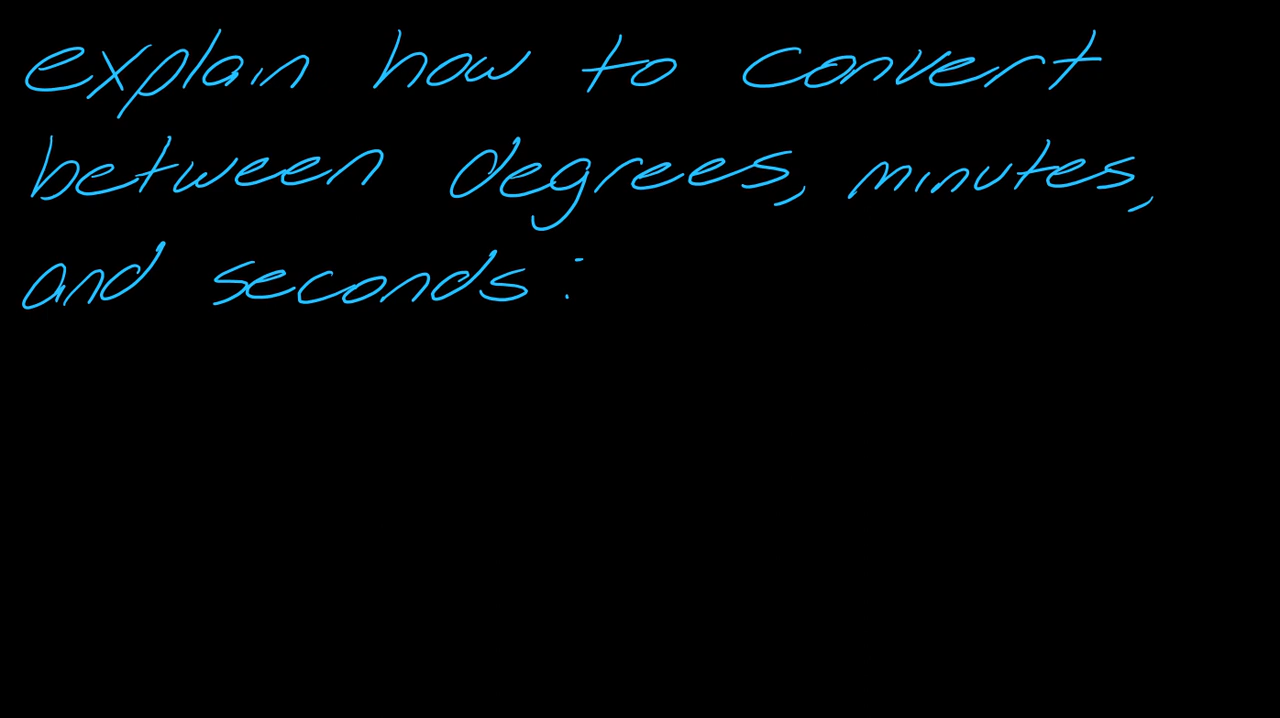 explain how to convert
between degrees, minutes,
and seconds: